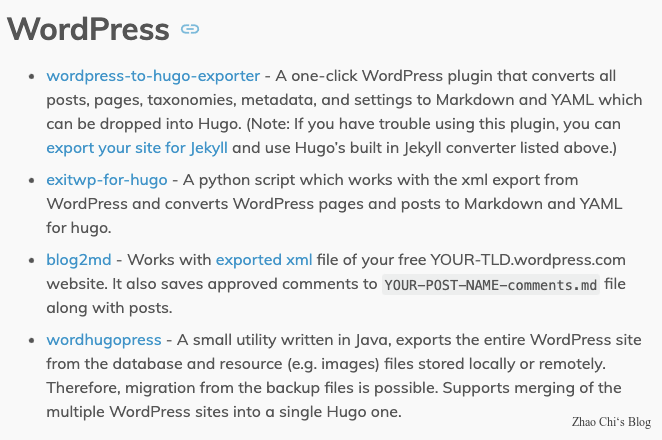 WordPress
• wordpress-to-hugo-exporter - A one-click WordPress plugin that converts all
posts, pages, taxonomies, metadata, and settings to Markdown and YAML which
can be dropped into Hugo. (Note: If you have trouble using this plugin, you can
export your site for Jekyll and use Hugo’s built in Jekyll converter listed above.)
• exitwp-for-hugo - A python script which works with the xml export from
WordPress and converts WordPress pages and posts to Markdown and YAML
for hugo.
• blog2md - Works with exported xml file of your free YOUR-TLD.wordpress.com
website. It also saves approved comments to YOUR-POST-NAME-comments.md file
along with posts.
• wordhugopress - A small utility written in Java, exports the entire WordPress site
from the database and resource (e.g. images) files stored locally or remotely.
Therefore, migration from the backup files is possible. Supports merging of the
multiple WordPress sites into a single Hugo one.
Zhao Chi‘s Blog